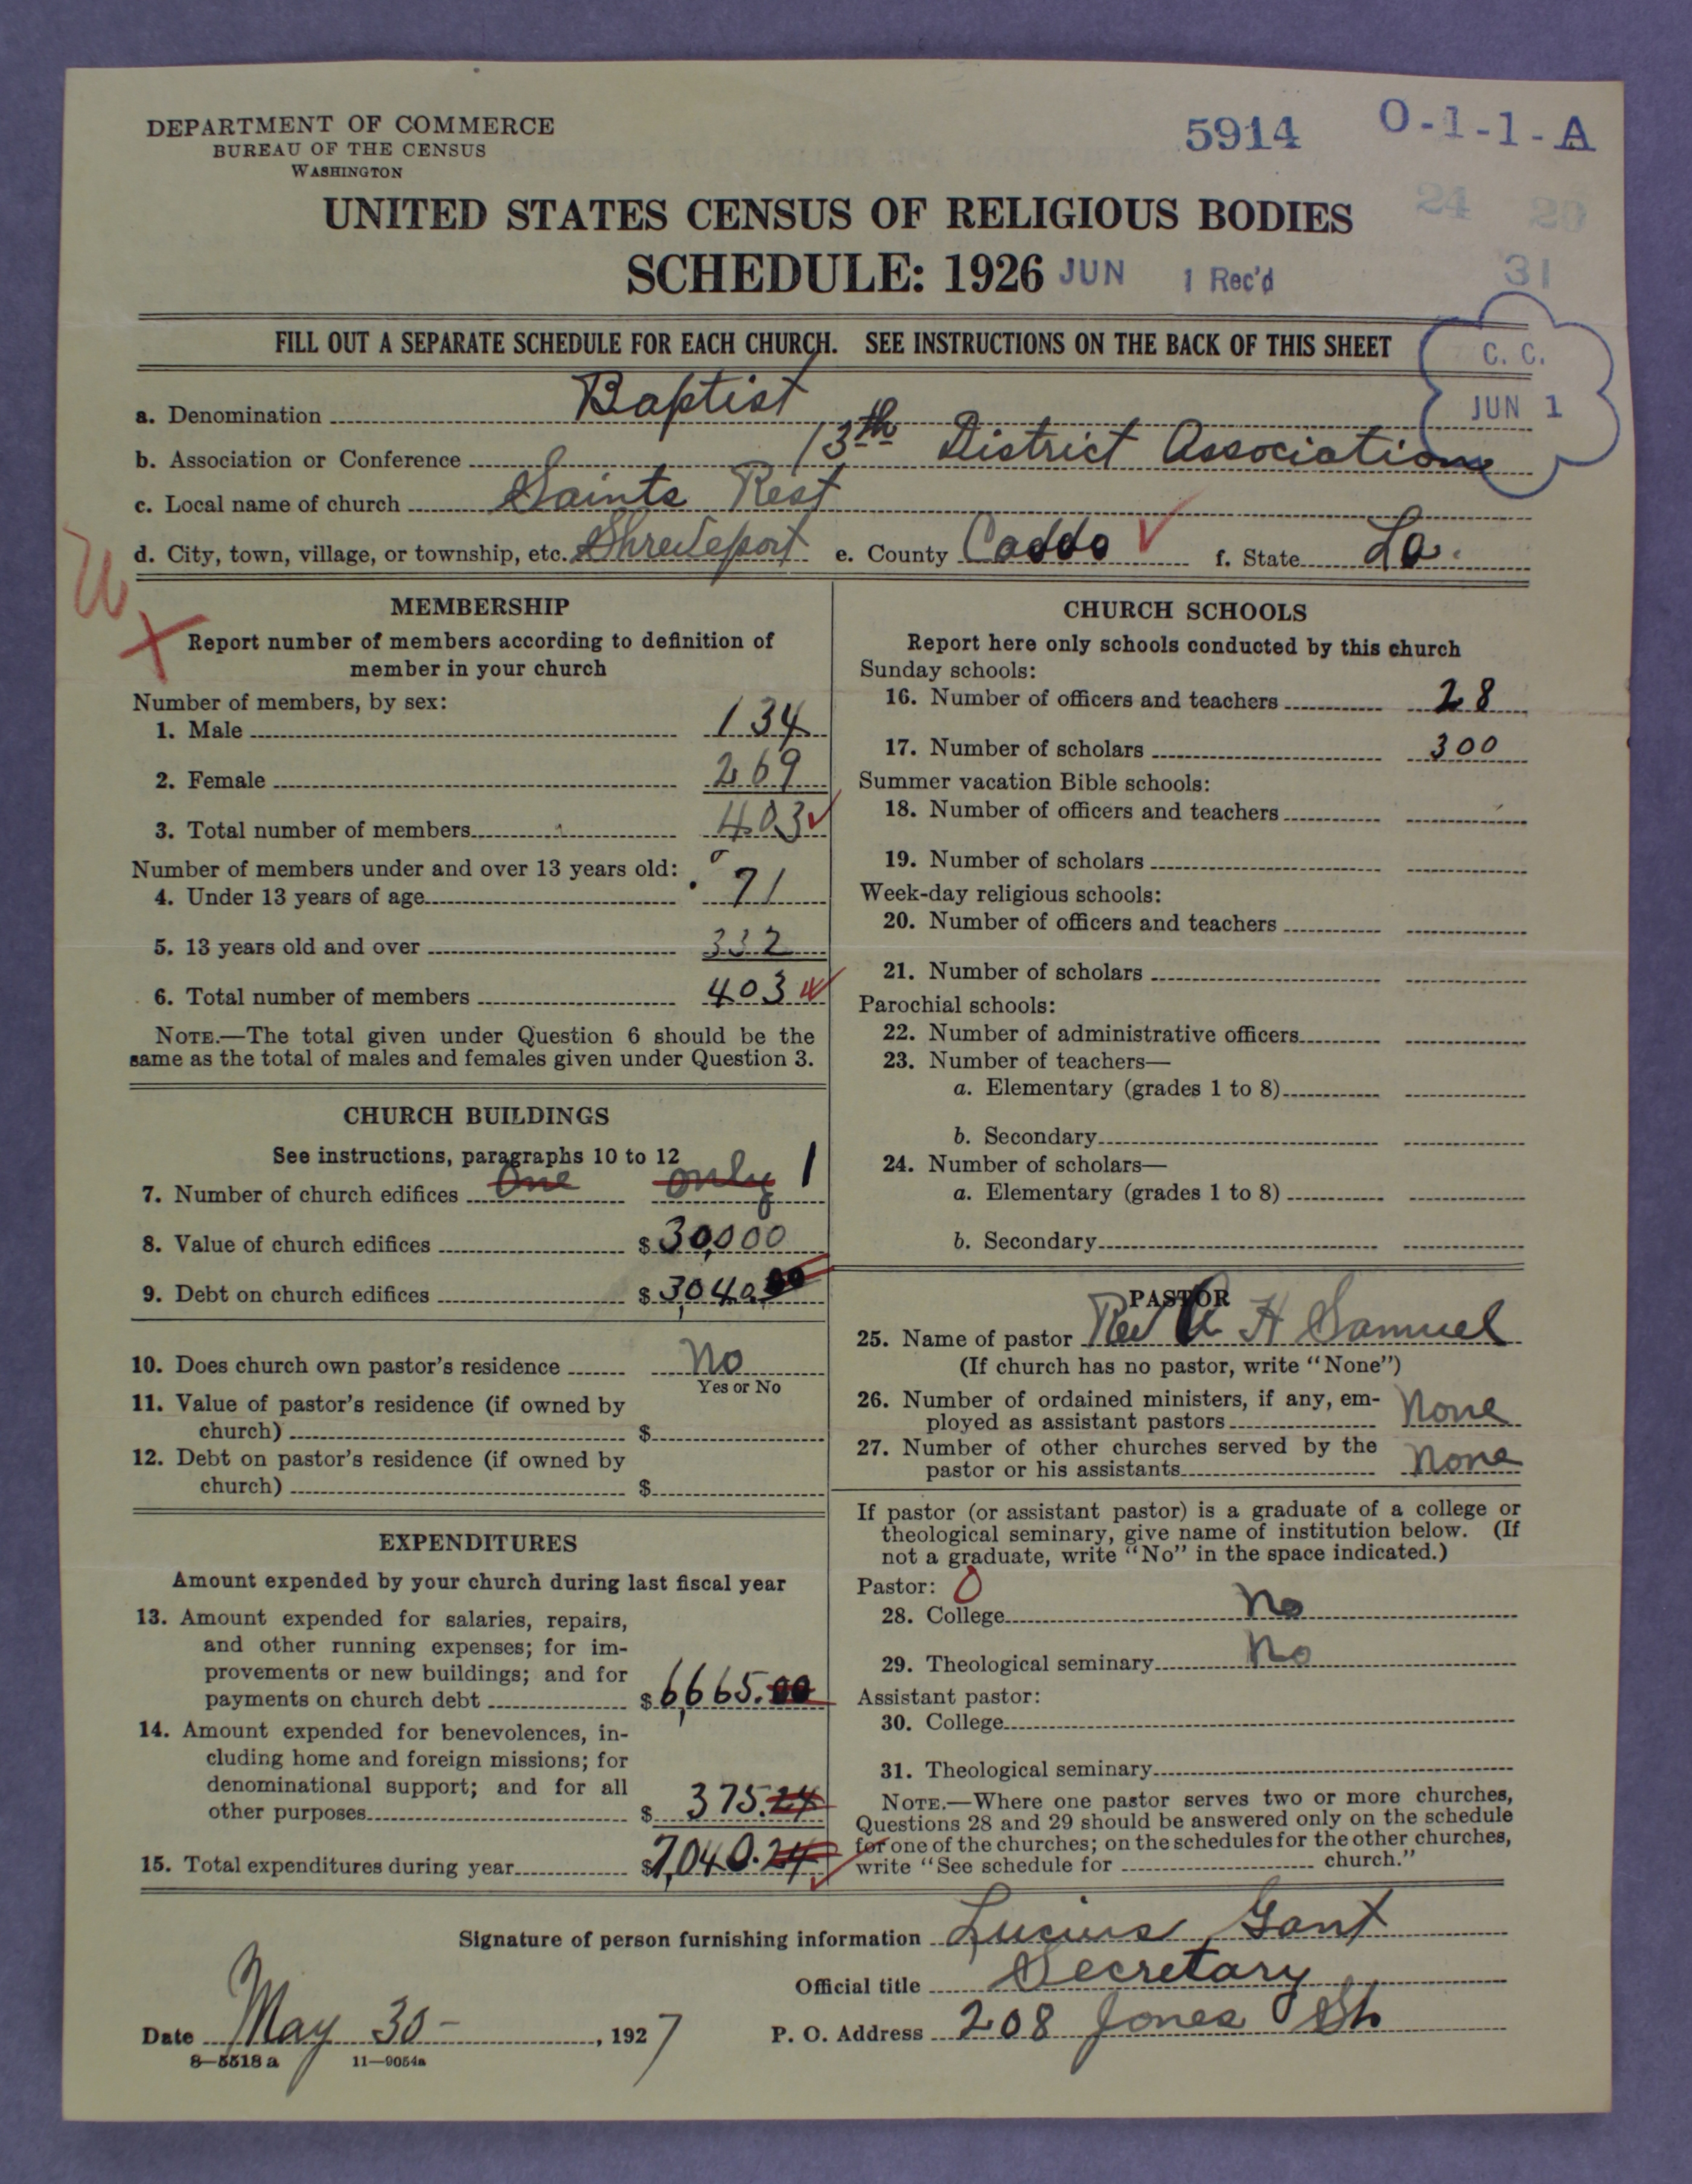 DEPARTMENT OF COMMERCE
BUREAU OF THE CENSUS
WASHINGTON
5914 O-1-1-A
24 29
UNITED STATES CENSUS OF RELIGIOUS BODIES
SCHEDULE: 1926 JUN 1 Rec'd
31
FILL OUT A SEPARATE SCHEDULE FOR EACH CHURCH. SEE INSTRUCTIONS ON THE BACK OF THIS SHEET
C. C.
JUN 1
a. Denomination Baptist
b. Association or Conference 13th District Association
c. Local name of church Saints Rest
d. City, town, village, or township, etc. Shreveport e. County Caddo f. State La.
MEMBERSHIP
Report number of members according to definition of
member in your church
Number of members, by sex:
1. Male 134
2. Female 269
3. Total number of members 403
Number of members under and over 13 years old:
4. Under 13 years of age 71
5. 13 years old and over 332
6. Total number of members 403
NOTE.—The total given under Question 6 should be the
same as the total of males and females given under Question 3.
CHURCH BUILDINGS
See instructions, paragraphs 10 to 12
7. Number of church edifices One only 1
8. Value of church edifices $ 30,000
9. Debt on church edifices $ 3,040.00
10. Does church own pastor's residence No
Yes or No
11. Value of pastor's residence (if owned by
church) $
12. Debt on pastor's residence (if owned by
church) $
EXPENDITURES
Amount expended by your church during last fiscal year
13. Amount expended for salaries, repairs,
and other running expenses; for im-
provements or new buildings; and for
payments on church debt $ 6,665.00
14. Amount expended for benevolences, in-
cluding home and foreign missions; for
denominational support; and for all
other purposes $ 375.24
15. Total expenditures during year $ 7,040.24
CHURCH SCHOOLS
Report here only schools conducted by this church
Sunday schools:
16. Number of officers and teachers 28
17. Number of scholars 300
Summer vacation Bible schools:
18. Number of officers and teachers
19. Number of scholars
Week-day religious schools:
20. Number of officers and teachers
21. Number of scholars
Parochial schools:
22. Number of administrative officers
23. Number of teachers—
a. Elementary (grades 1 to 8)
b. Secondary
24. Number of scholars—
a. Elementary (grades 1 to 8)
b. Secondary
PASTOR
25. Name of pastor Rev A H Samuel
(If church has no pastor, write "None")
26. Number of ordained ministers, if any, em-
ployed as assistant pastors None
27. Number of other churches served by the
pastor or his assistants None
If pastor (or assistant pastor) is a graduate of a college or
theological seminary, give name of institution below. (If
not a graduate, write "No" in the space indicated.)
Pastor: 0
28. College No
29. Theological seminary No
Assistant pastor:
30. College
31. Theological seminary
NOTE.—Where one pastor serves two or more churches,
Questions 28 and 29 should be answered only on the schedule
for one of the churches; on the schedules for the other churches,
write "See schedule for church."
Signature of person furnishing information Lucius Gant
Official title Secretary
Date May 30 - , 1927 P. O. Address 208 Jones St
8—5518a 11—9054a